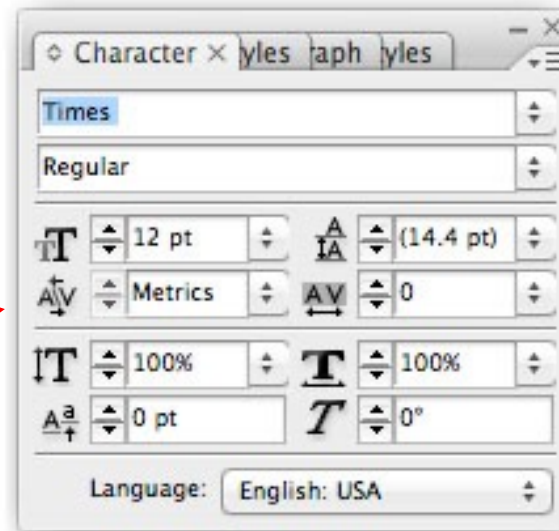 Character yles aph yles
Times
Regular
12 pt (14.4 pt)
Metrics 0
100% 100%
0 pt 0°
Language: English: USA